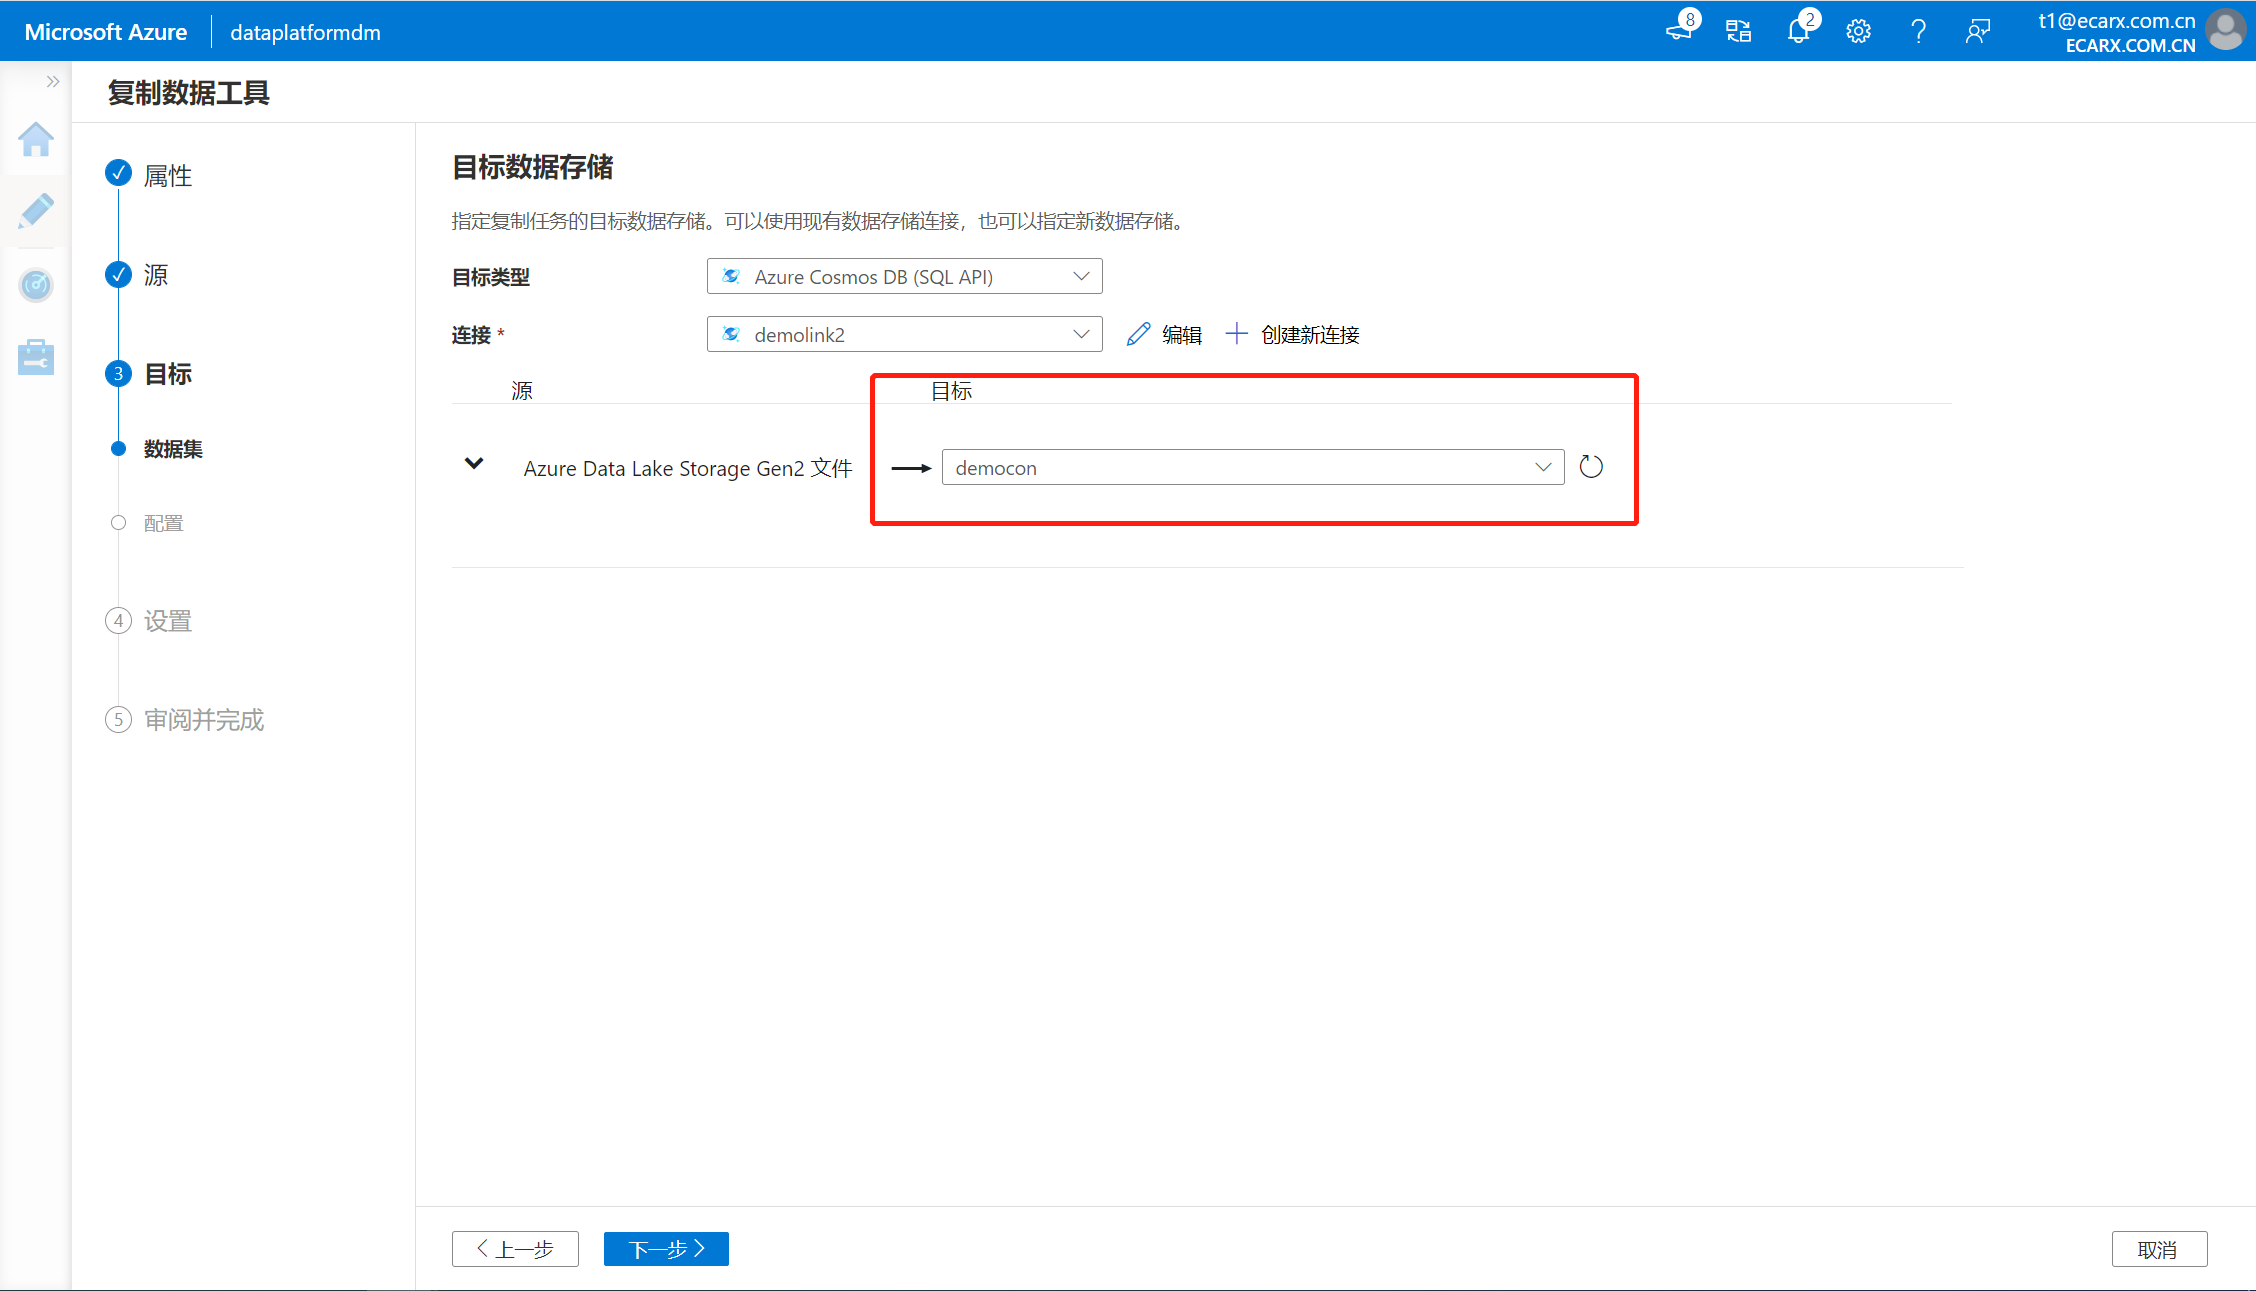 Microsoft Azure
dataplatformdm
8
2
t1@ecarx.com.cn
ECARX.COM.CN
复制数据工具
属性
源
3 目标
数据集
配置
4 设置
5 审阅并完成
目标数据存储
指定复制任务的目标数据存储。可以使用现有数据存储连接，也可以指定新数据存储。
目标类型 Azure Cosmos DB (SQL API)
连接 * demolink2 编辑 创建新连接
源 目标
Azure Data Lake Storage Gen2 文件 democon
上一步 下一步 取消